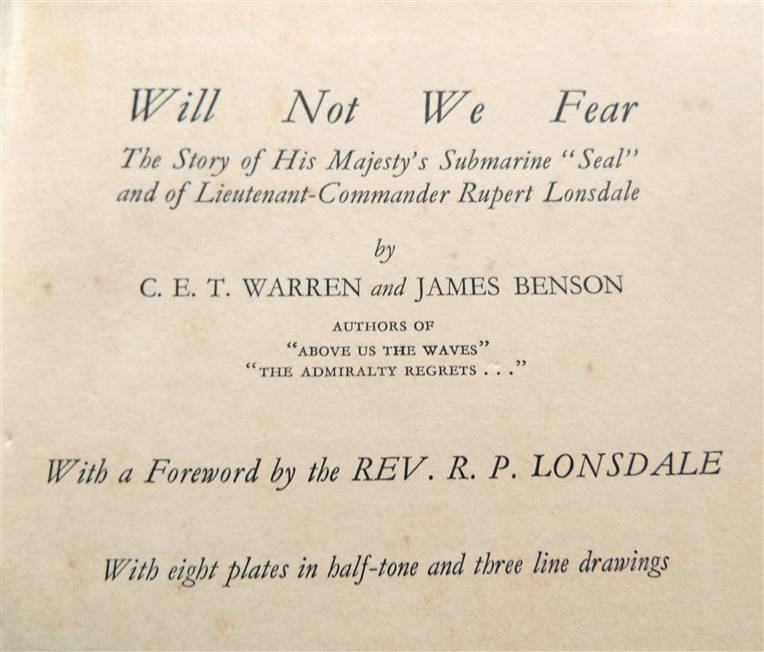 Will Not We Fear
The Story of His Majesty's Submarine "Seal"
and of Lieutenant-Commander Rupert Lonsdale
by
C. E. T. WARREN and JAMES BENSON
AUTHORS OF
"ABOVE US THE WAVES"
"THE ADMIRALTY REGRETS . . ."
With a Foreword by the REV. R. P. LONSDALE
With eight plates in half-tone and three line drawings